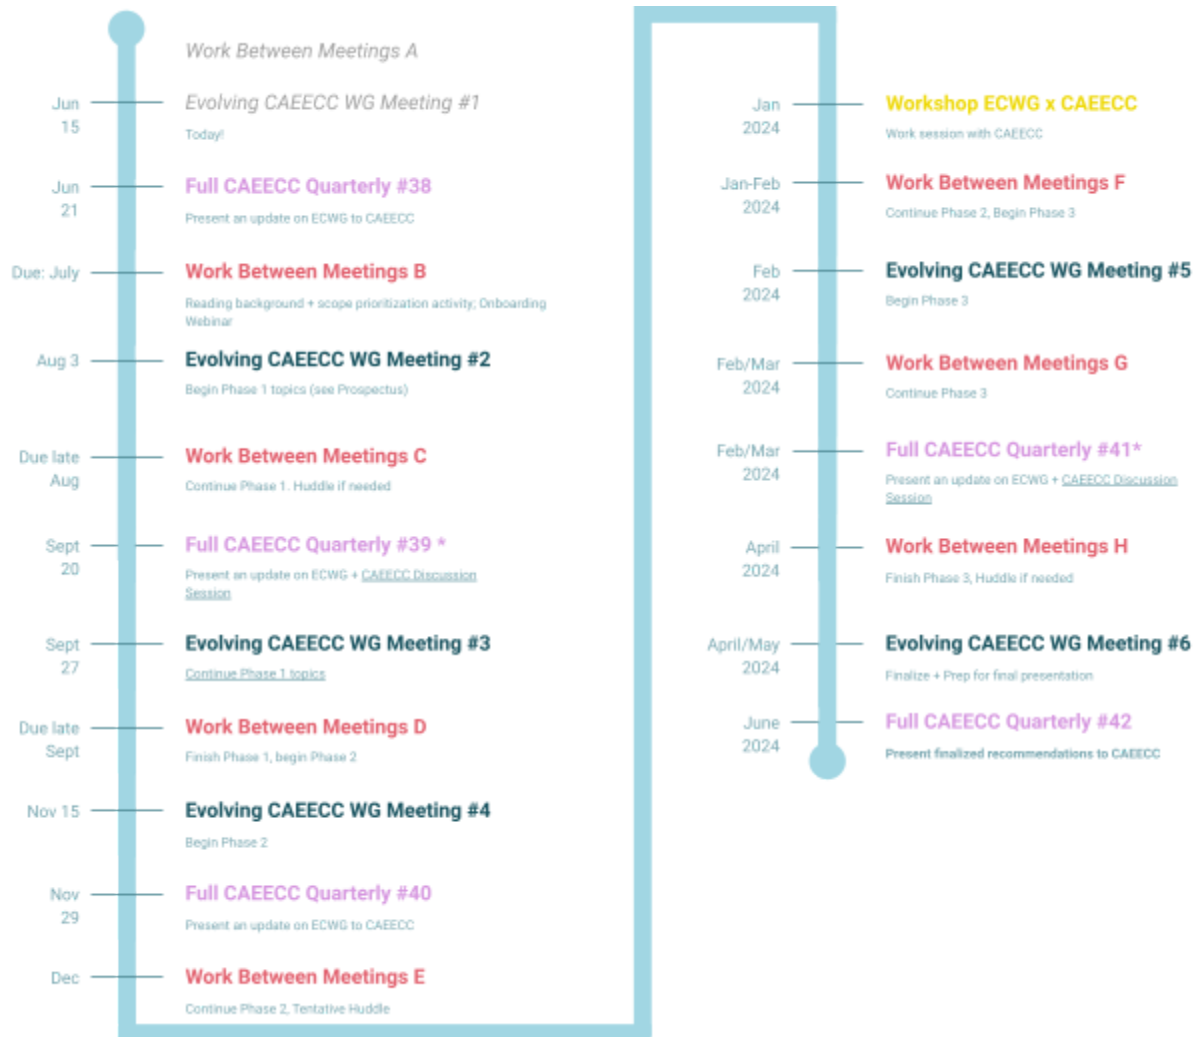 Work Between Meetings A
Jun
15
Evolving CAEECC WG Meeting #1
Today!
Jun
21
Full CAEECC Quarterly #38
Present an update on ECWG to CAEECC
Due: July
Work Between Meetings B
Reading background + scope prioritization activity; Onboarding
Webinar
Aug 3
Evolving CAEECC WG Meeting #2
Begin Phase 1 topics (see Prospectus)
Due late
Aug
Work Between Meetings C
Continue Phase 1. Huddle if needed
Sept
20
Full CAEECC Quarterly #39 *
Present an update on ECWG + CAEECC Discussion
Session
Sept
27
Evolving CAEECC WG Meeting #3
Continue Phase 1 topics
Due late
Sept
Work Between Meetings D
Finish Phase 1, begin Phase 2
Nov 15
Evolving CAEECC WG Meeting #4
Begin Phase 2
Nov
29
Full CAEECC Quarterly #40
Present an update on ECWG to CAEECC
Dec
Work Between Meetings E
Continue Phase 2, Tentative Huddle
Jan
2024
Workshop ECWG x CAEECC
Work session with CAEECC
Jan-Feb
2024
Work Between Meetings F
Continue Phase 2, Begin Phase 3
Feb
2024
Evolving CAEECC WG Meeting #5
Begin Phase 3
Feb/Mar
2024
Work Between Meetings G
Continue Phase 3
Feb/Mar
2024
Full CAEECC Quarterly #41*
Present an update on ECWG + CAEECC Discussion
Session
April
2024
Work Between Meetings H
Finish Phase 3, Huddle if needed
April/May
2024
Evolving CAEECC WG Meeting #6
Finalize + Prep for final presentation
June
2024
Full CAEECC Quarterly #42
Present finalized recommendations to CAEECC